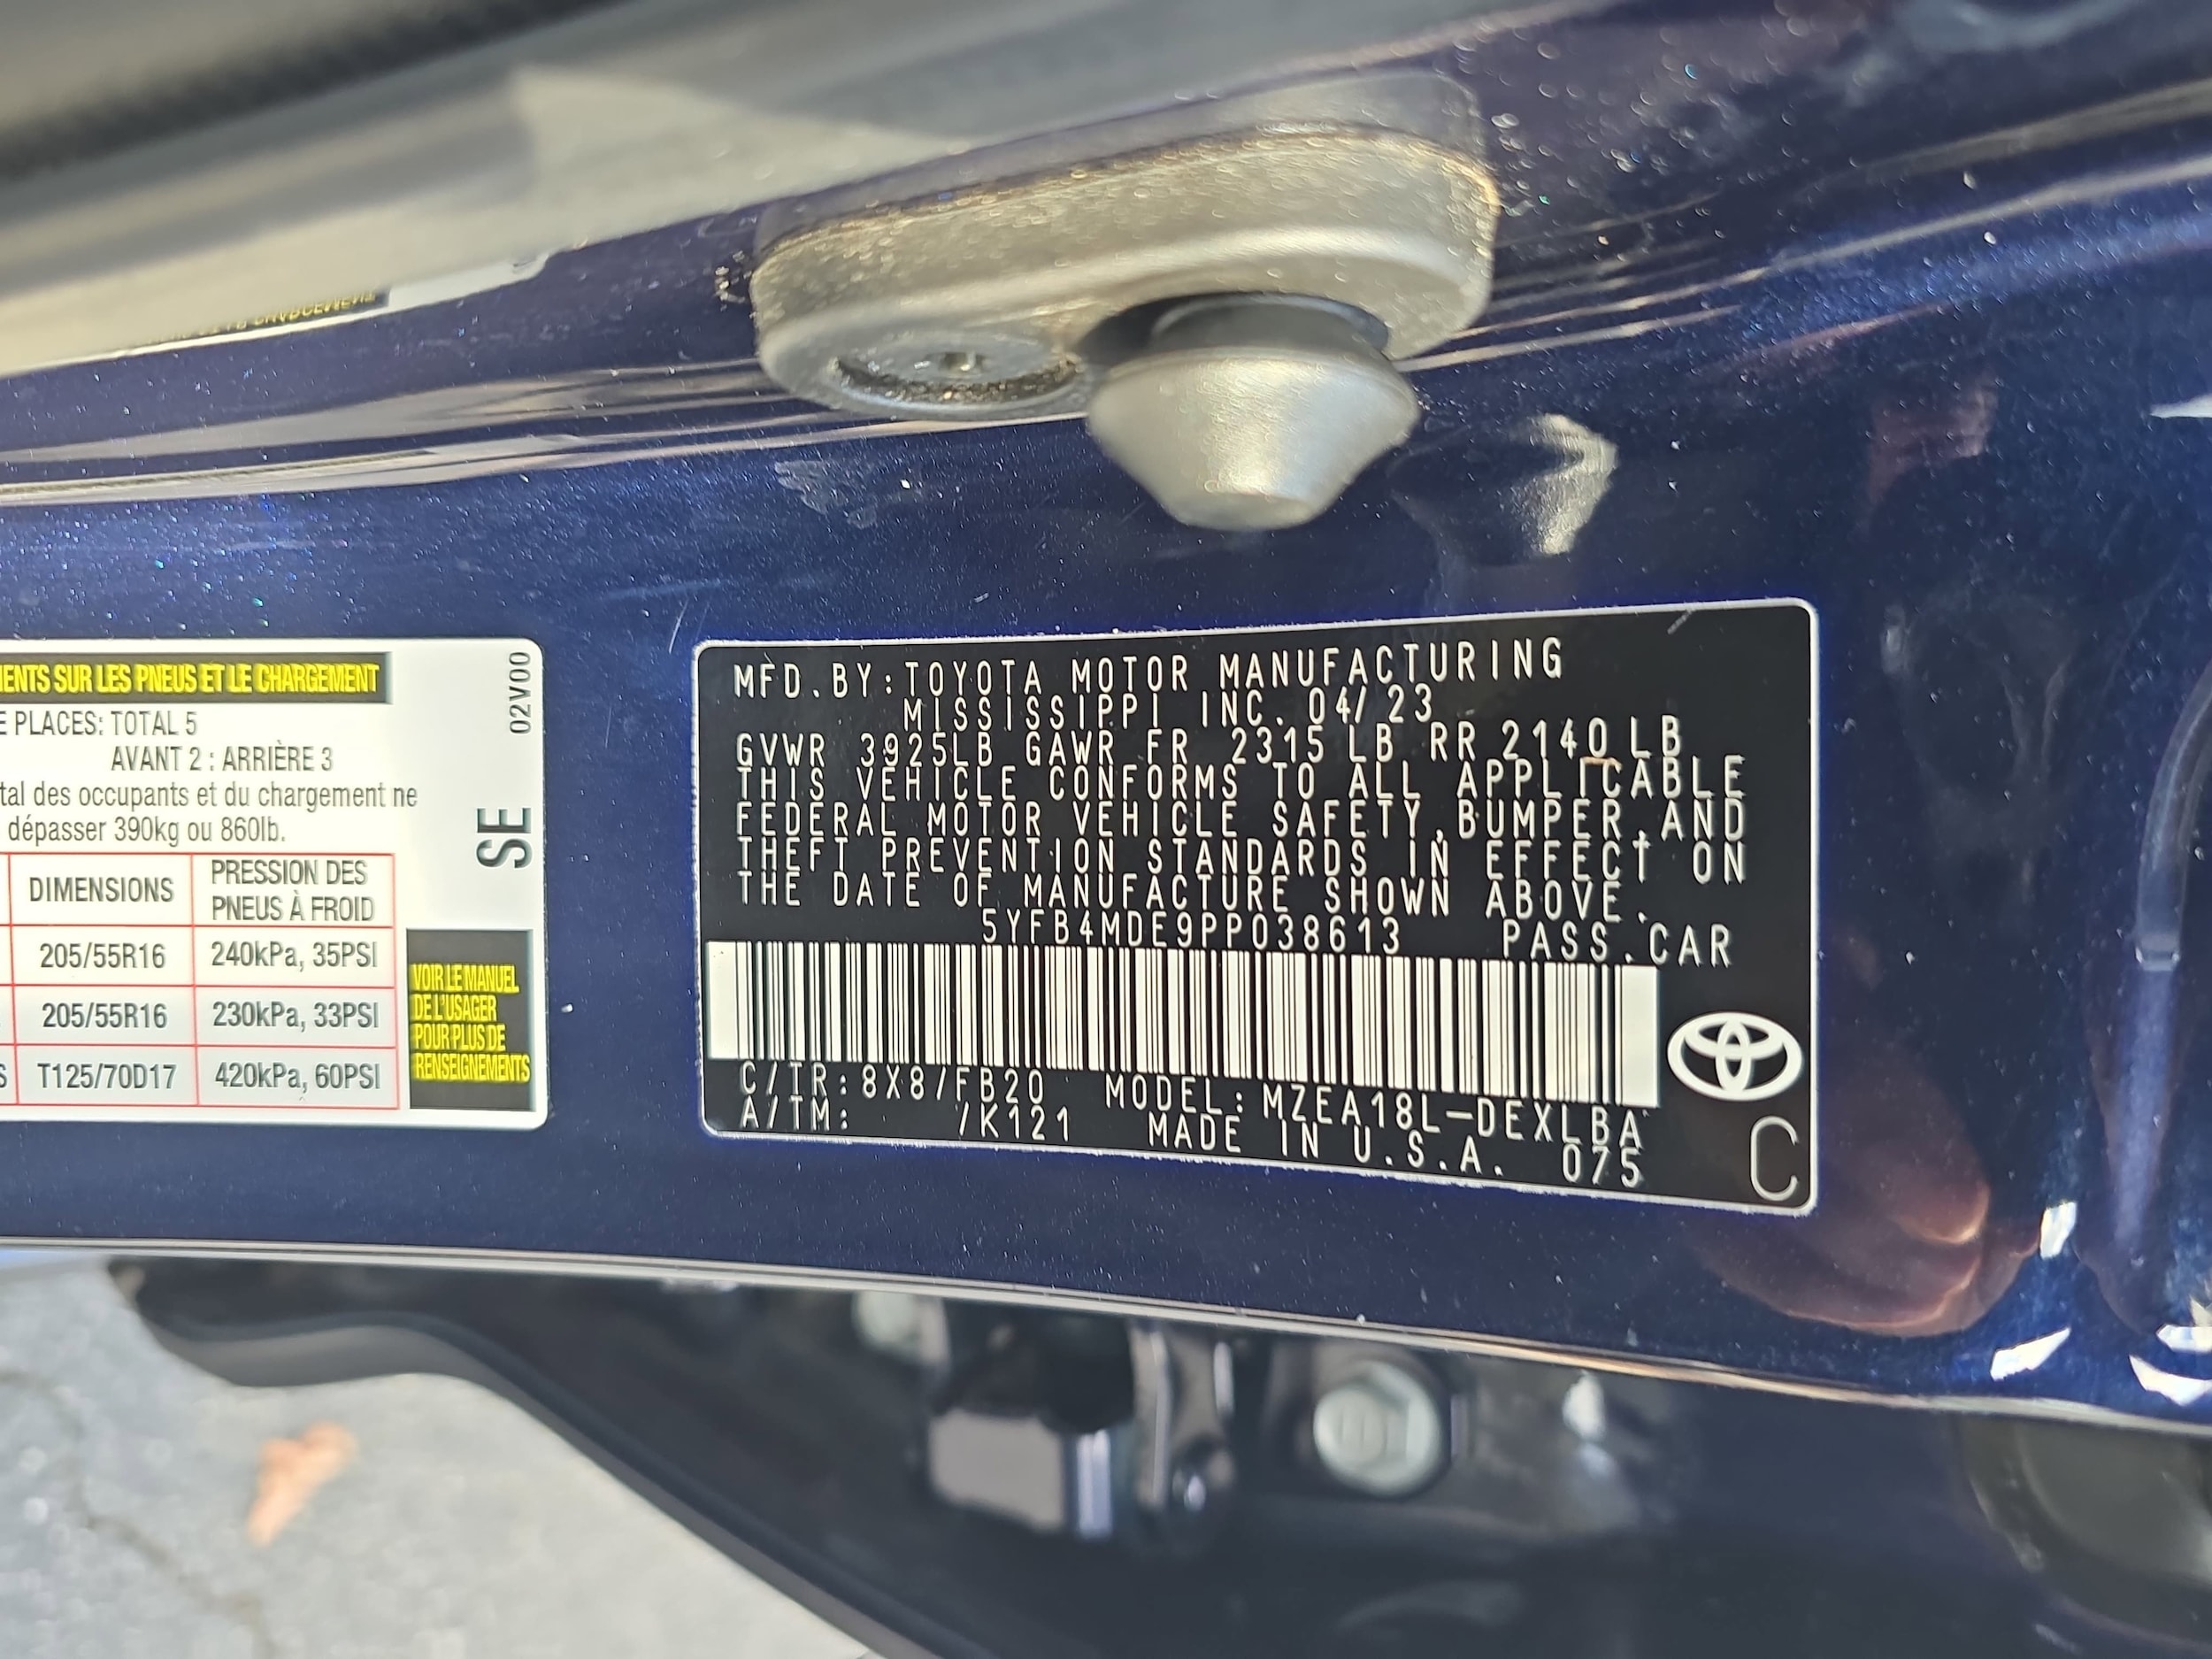 MENTS SUR LES PNEUS ET LE CHARGEMENT
02V00
E PLACES: TOTAL 5
AVANT 2 : ARRIÈRE 3
tal des occupants et du chargement ne
dépasser 390kg ou 860lb.
SE
DIMENSIONS PRESSION DES
PNEUS À FROID
205/55R16 240kPa, 35PSI
205/55R16 230kPa, 33PSI
S T125/70D17 420kPa, 60PSI
VOIR LE MANUEL
DE L'USAGER
POUR PLUS DE
RENSEIGNEMENTS
MFD.BY:TOYOTA MOTOR MANUFACTURING
MISSISSIPPI INC. 04/23
GVWR 3925LB GAWR FR 2315 LB RR 2140 LB
THIS VEHICLE CONFORMS TO ALL APPLICABLE
FEDERAL MOTOR VEHICLE SAFETY,BUMPER,AND
THEFT PREVENTION STANDARDS IN EFFECT ON
THE DATE OF MANUFACTURE SHOWN ABOVE.
5YFB4MDE9PP038613 PASS.CAR
C/TR:8X8/FB20 MODEL:MZEA18L-DEXLBA
A/TM: /K121 MADE IN U.S.A. 075
C